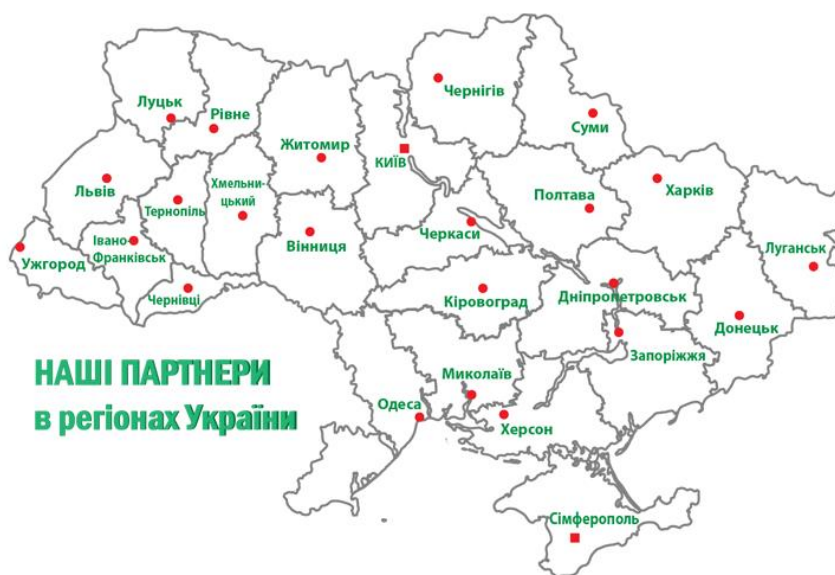 Чернігів
Луцьк
Рівне
Суми
Житомир
КИЇВ
Львів
Хмельни-
цький
Харків
Полтава
Тернопіль
Івано-
Франківськ
Вінниця
Черкаси
Луганськ
Ужгород
Чернівці
Кіровоград
Дніпропетровськ
Донецьк
Запоріжжя
НАШІ ПАРТНЕРИ
в регіонах України
Миколаїв
Одеса
Херсон
Сімферополь